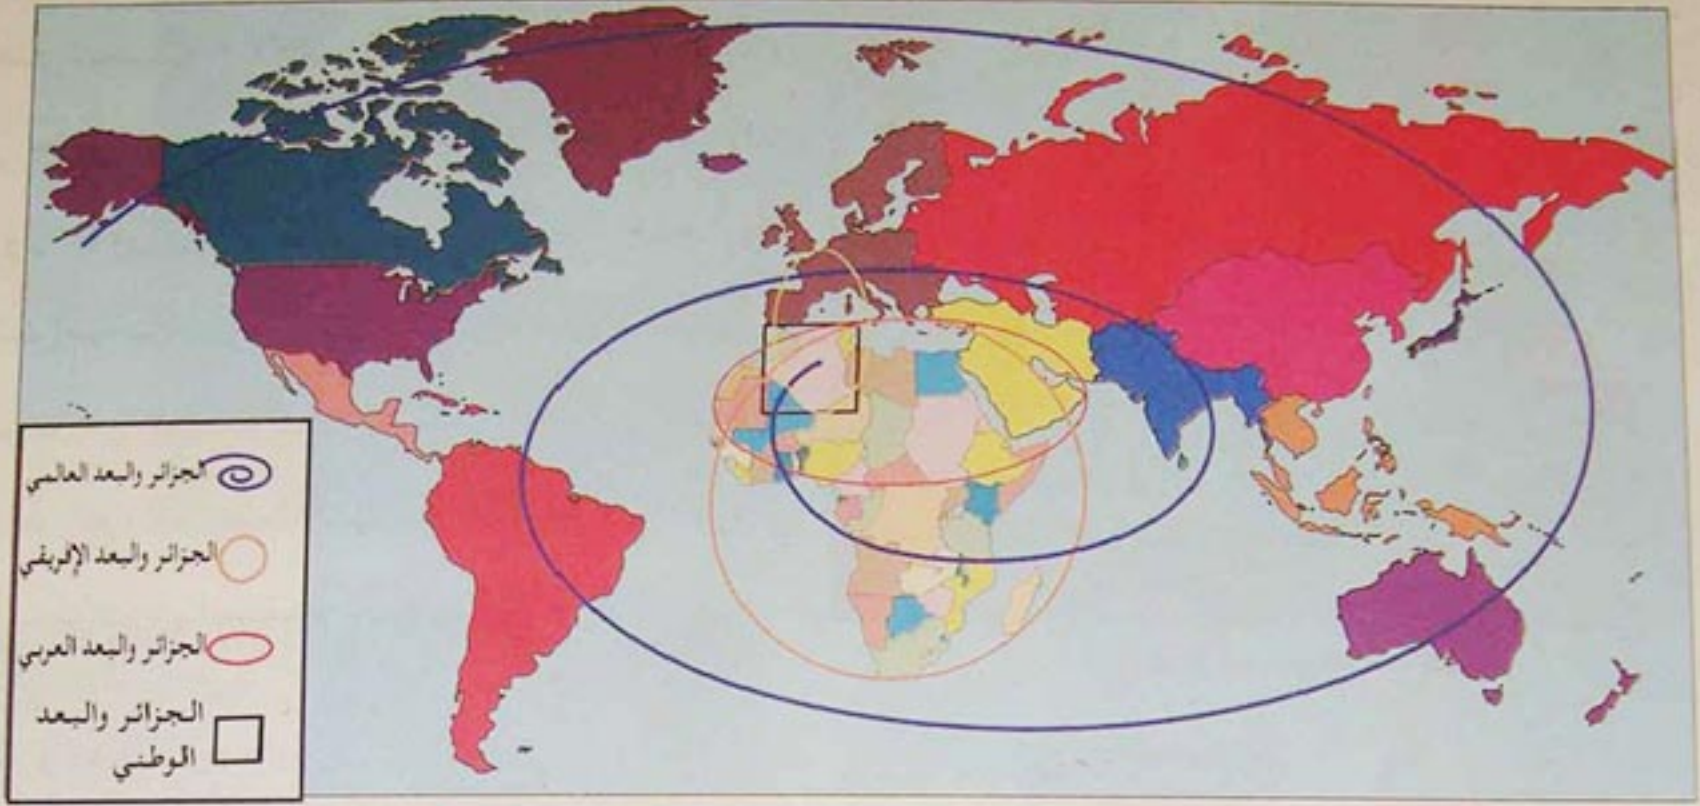 الجزائر والبعد العالمي
الجزائر والبعد الإفريقي
الجزائر والبعد العربي
الجزائر والبعد
الوطني